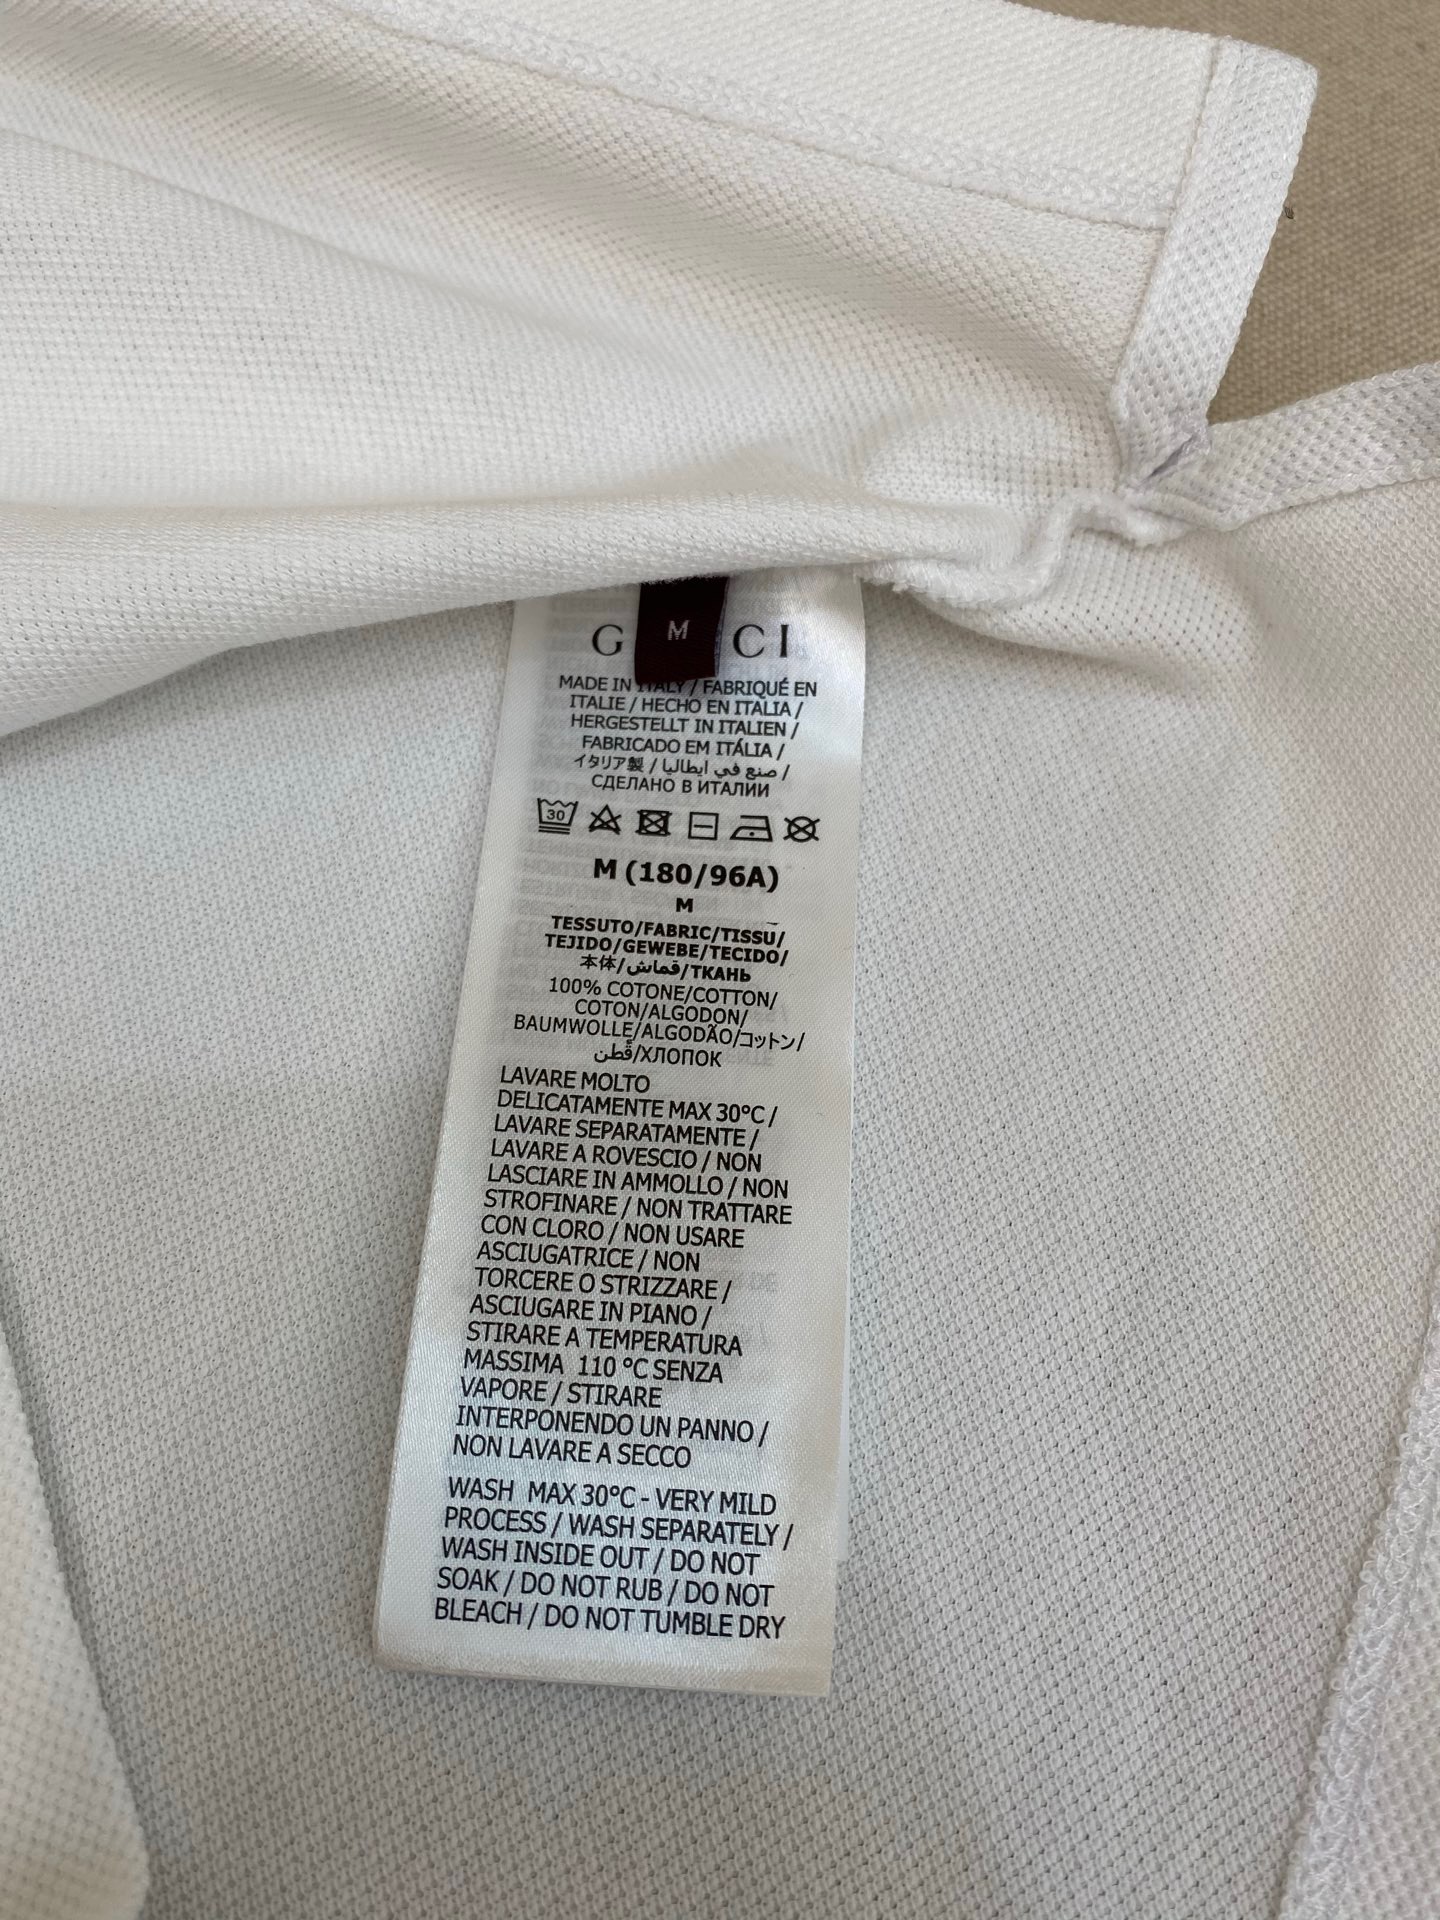 M
G CI
MADE IN ITALY / FABRIQUÉ EN
ITALIE / HECHO EN ITALIA /
HERGESTELLT IN ITALIEN /
FABRICADO EM ITÁLIA /
イタリア製 / صنع في ايطاليا /
СДЕЛАНО В ИТАЛИИ
30
M (180/96A)
M
TESSUTO/FABRIC/TISSU/
TEJIDO/GEWEBE/TECIDO/
本体/قماش/ТКАНЬ
100% COTONE/COTTON/
COTON/ALGODON/
BAUMWOLLE/ALGODÃO/コットン/
قُطن/ХЛОПОК
LAVARE MOLTO
DELICATAMENTE MAX 30°C /
LAVARE SEPARATAMENTE /
LAVARE A ROVESCIO / NON
LASCIARE IN AMMOLLO / NON
STROFINARE / NON TRATTARE
CON CLORO / NON USARE
ASCIUGATRICE / NON
TORCERE O STRIZZARE /
ASCIUGARE IN PIANO /
STIRARE A TEMPERATURA
MASSIMA 110 °C SENZA
VAPORE / STIRARE
INTERPONENDO UN PANNO /
NON LAVARE A SECCO
WASH MAX 30°C - VERY MILD
PROCESS / WASH SEPARATELY /
WASH INSIDE OUT / DO NOT
SOAK / DO NOT RUB / DO NOT
BLEACH / DO NOT TUMBLE DRY